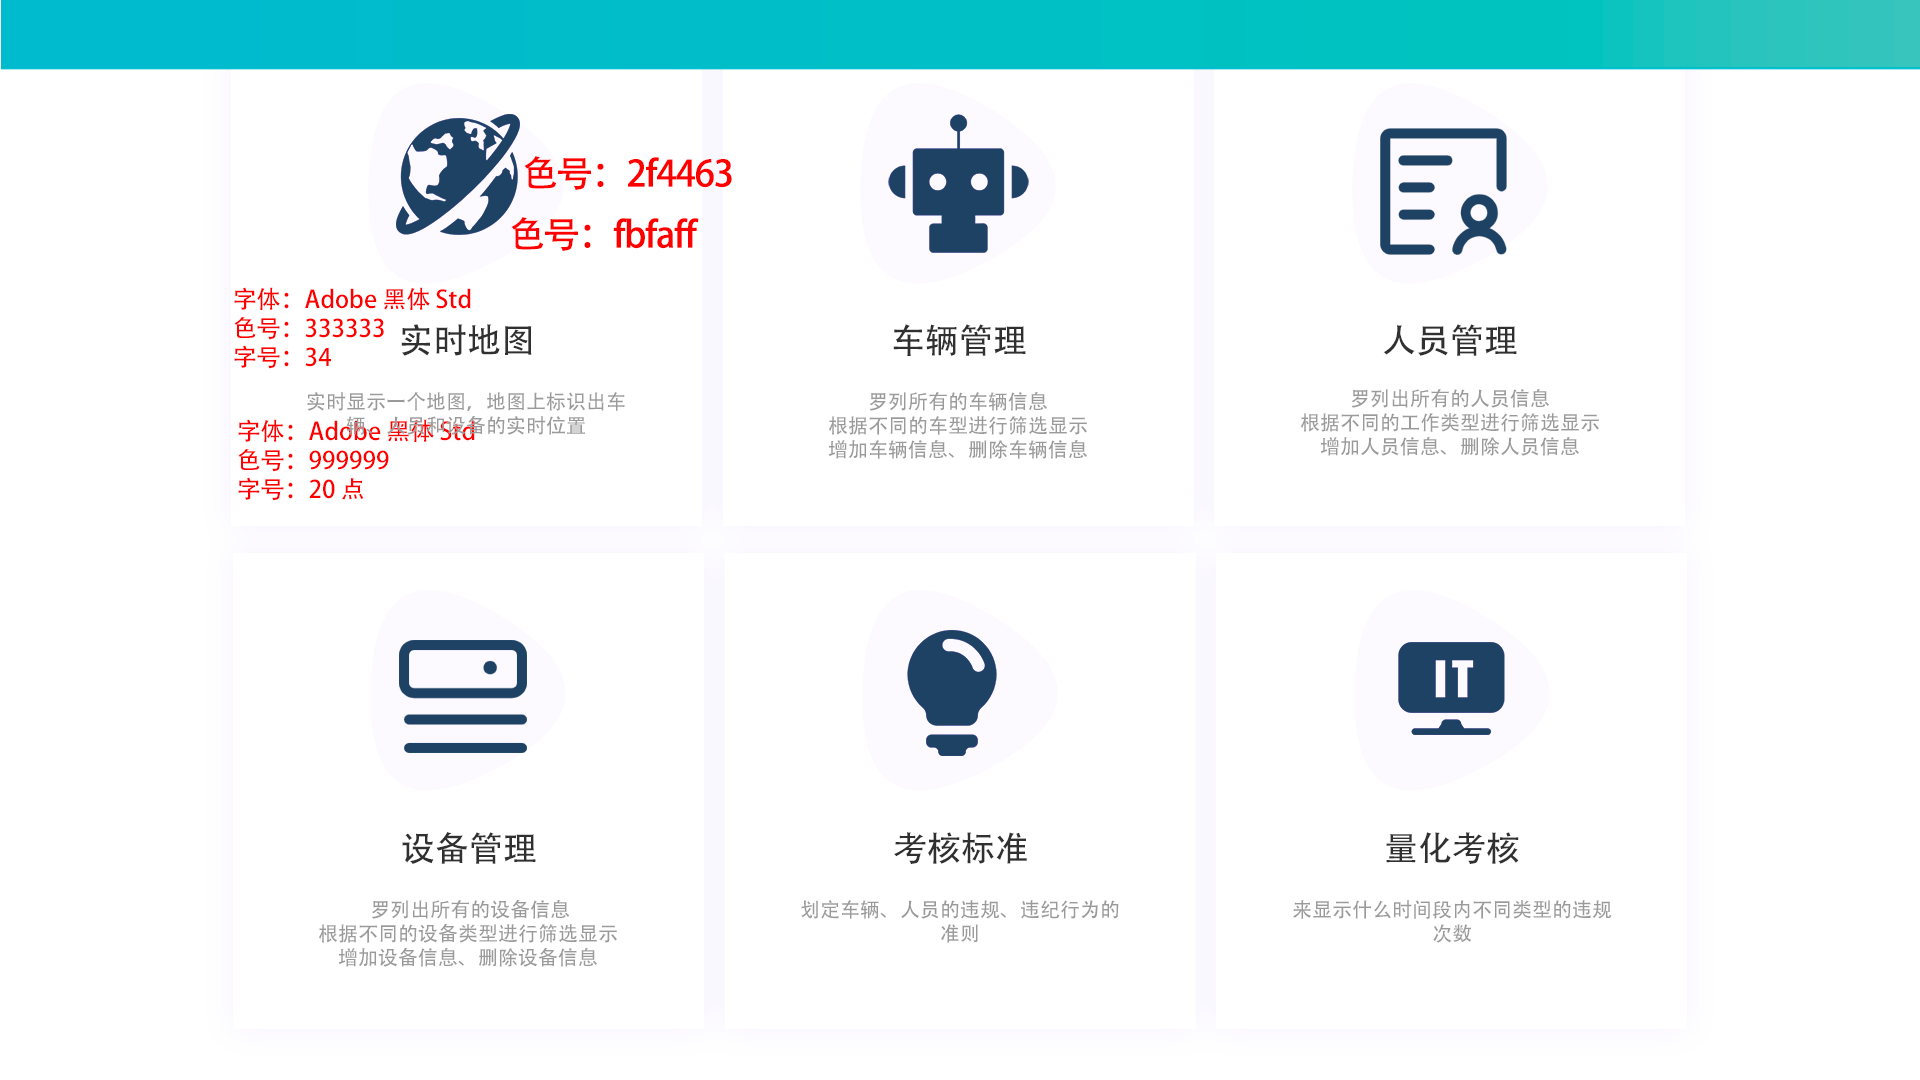 色号：2f4463
色号：fbfaff
字体：Adobe 黑体 Std
色号：333333
字号：34
实时地图
实时显示一个地图，地图上标识出车
辆、人员和设备的实时位置
字体：Adobe 黑体 Std
色号：999999
字号：20 点
车辆管理
罗列所有的车辆信息
根据不同的车型进行筛选显示
增加车辆信息、删除车辆信息
人员管理
罗列出所有的人员信息
根据不同的工作类型进行筛选显示
增加人员信息、删除人员信息
设备管理
罗列出所有的设备信息
根据不同的设备类型进行筛选显示
增加设备信息、删除设备信息
考核标准
划定车辆、人员的违规、违纪行为的
准则
IT
量化考核
来显示什么时间段内不同类型的违规
次数